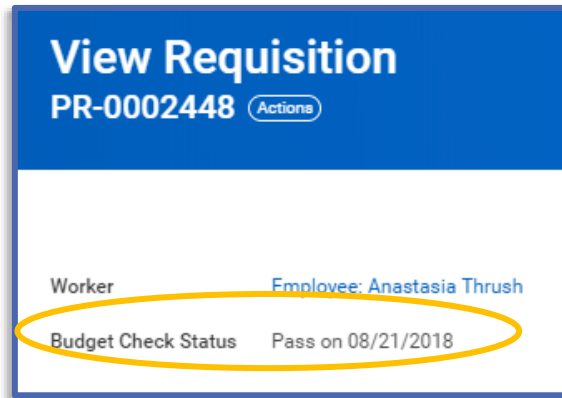 View Requisition
PR-0002448 Actions
Worker Employee: Anastasia Thrush
Budget Check Status Pass on 08/21/2018